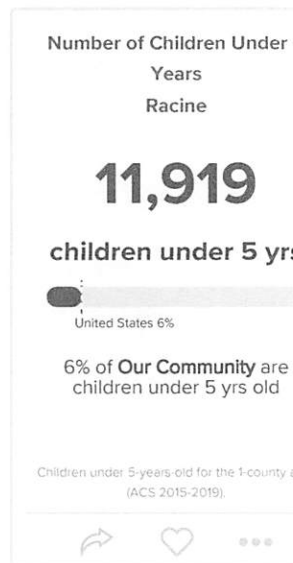 Number of Children Under
Years
Racine
11,919
children under 5 yrs
United States 6%
6% of Our Community are
children under 5 yrs old
Children under 5-years-old for the 1-county
(ACS 2015-2019).